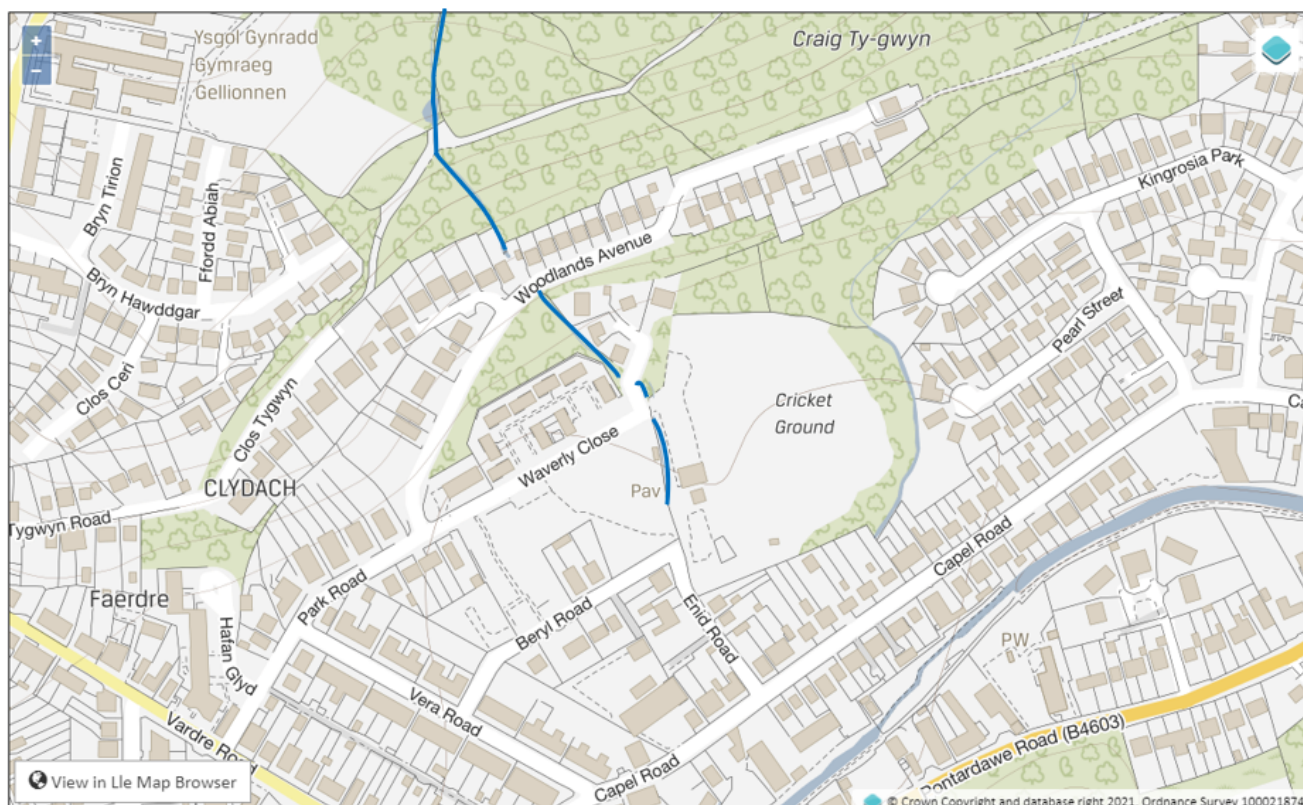 +
−
Ysgol Gynradd
Gymraeg
Gellionnen
Craig Ty-gwyn
Kingrosia Park
Bryn Tirion
Ffordd Abiah
Woodlands Avenue
Bryn Hawddgar
Pearl Street
Clos Ceri
Clos Tygwyn
Cricket
Ground
Ca
Waverly Close
CLYDACH
Pav
Tygwyn Road
Capel Road
Park Road
Faerdre
Beryl Road
Enid Road
Hafan Glyd
PW
Vera Road
Vardre Road
Pontardawe Road (B4603)
Capel Road
View in Lle Map Browser
© Crown Copyright and database right 2021. Ordnance Survey 100021874